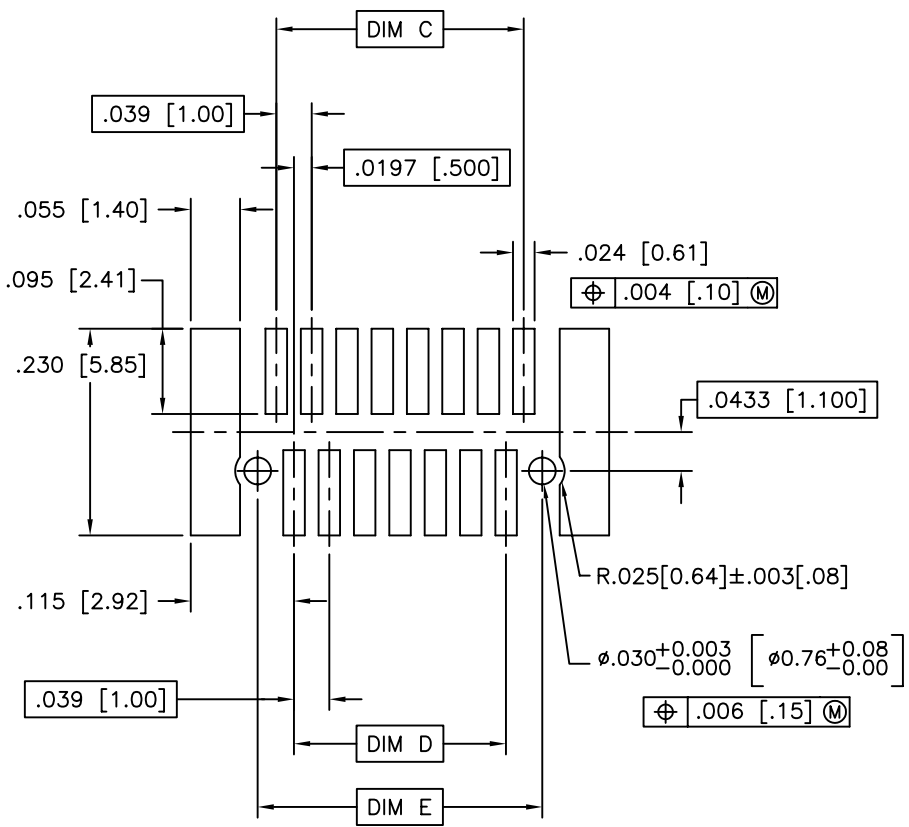 DIM C
.039 [1.00]
.0197 [.500]
.055 [1.40]
.024 [0.61]
.095 [2.41]
⌖ .004 [.10] Ⓜ
.230 [5.85]
.0433 [1.100]
R.025[0.64]±.003[.08]
.115 [2.92]
ø.030+0.003 -0.000 [ø0.76+0.08 -0.00]
.039 [1.00]
⌖ .006 [.15] Ⓜ
DIM D
DIM E